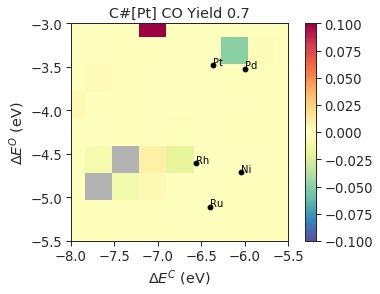 C#[Pt] CO Yield 0.7
−3.0
−3.5
−4.0
−4.5
−5.0
−5.5
ΔE^O (eV)
Pt
Pd
Rh
Ni
Ru
−8.0 −7.5 −7.0 −6.5 −6.0 −5.5
ΔE^C (eV)
0.100
0.075
0.050
0.025
0.000
−0.025
−0.050
−0.075
−0.100